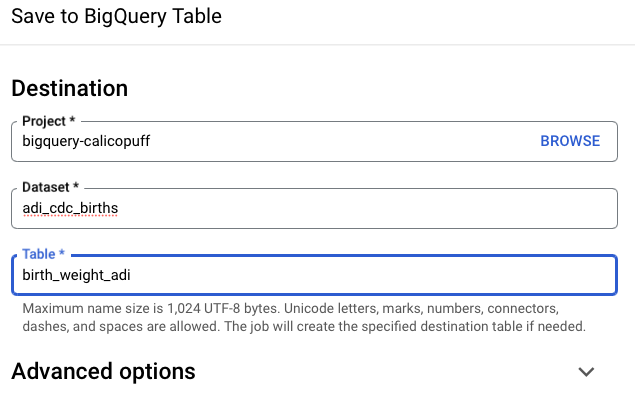 Save to BigQuery Table
Destination
Project *
bigquery-calicopuff
BROWSE
Dataset *
adi_cdc_births
Table *
birth_weight_adi
Maximum name size is 1,024 UTF-8 bytes. Unicode letters, marks, numbers, connectors,
dashes, and spaces are allowed. The job will create the specified destination table if needed.
Advanced options